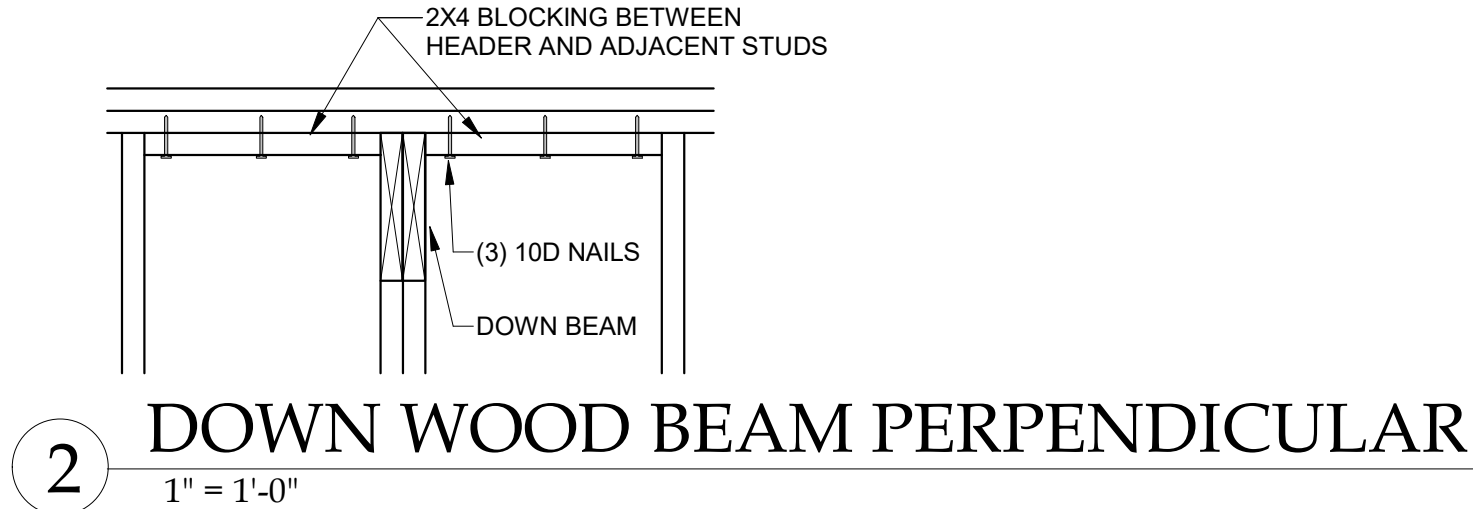 2X4 BLOCKING BETWEEN
HEADER AND ADJACENT STUDS
(3) 10D NAILS
DOWN BEAM
2
DOWN WOOD BEAM PERPENDICULAR
1" = 1'-0"